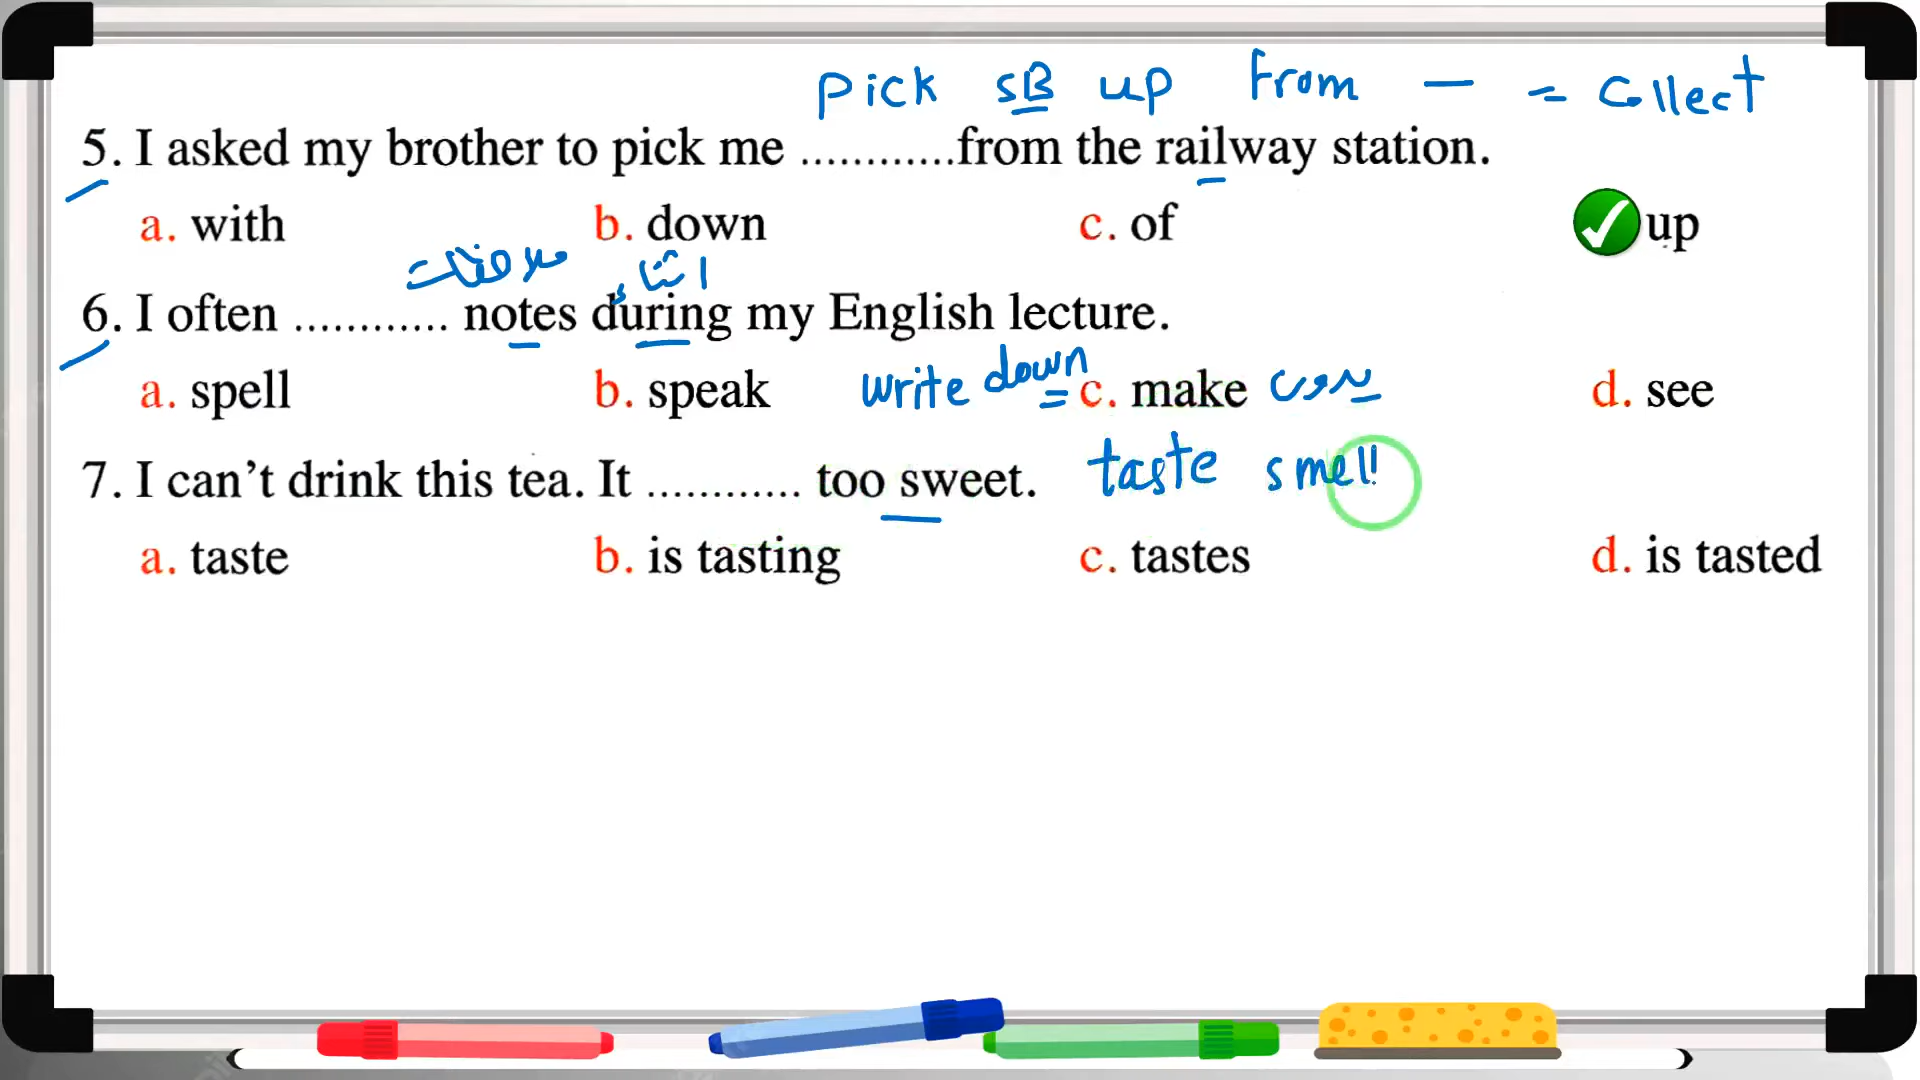 pick sB up from — = collect
5. I asked my brother to pick me ............from the railway station.
a. with b. down c. of up
ملاحظات اثناء
6. I often ............ notes during my English lecture.
write down
a. spell b. speak c. make يدون d. see
7. I can't drink this tea. It ............ too sweet. taste smell
a. taste b. is tasting c. tastes d. is tasted